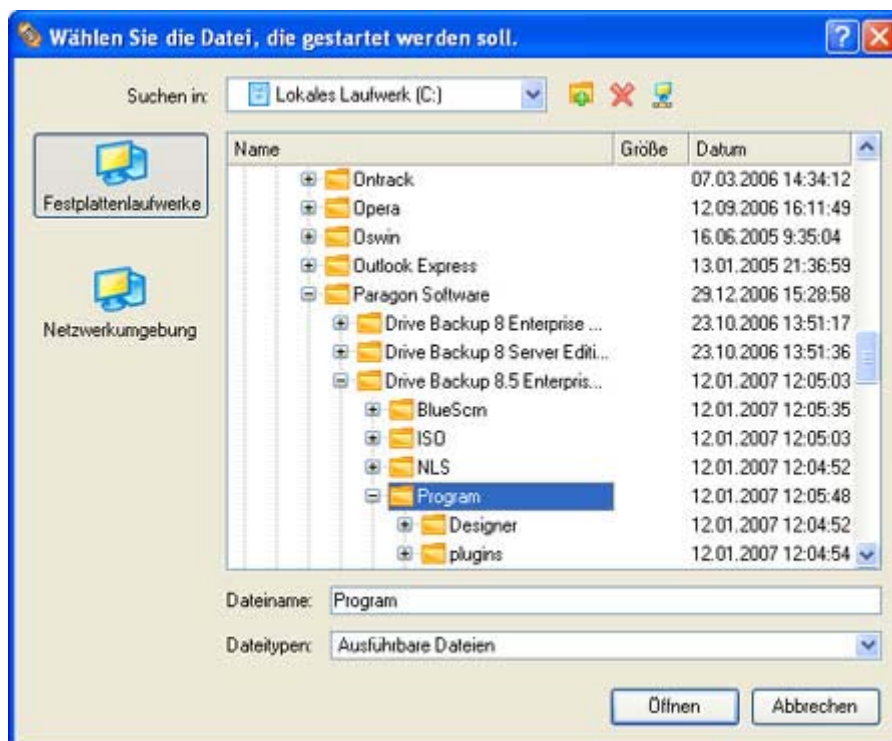 Wählen Sie die Datei, die gestartet werden soll.
Suchen in: Lokales Laufwerk (C:)
Festplattenlaufwerke
Netzwerkumgebung
Name Größe Datum
Ontrack 07.03.2006 14:34:12
Opera 12.09.2006 16:11:49
Oswin 16.06.2005 9:35:04
Outlook Express 13.01.2005 21:36:59
Paragon Software 29.12.2006 15:28:58
Drive Backup 8 Enterprise ... 23.10.2006 13:51:17
Drive Backup 8 Server Editi... 23.10.2006 13:51:36
Drive Backup 8.5 Enterpris... 12.01.2007 12:05:03
BlueScrn 12.01.2007 12:05:35
ISO 12.01.2007 12:05:03
NLS 12.01.2007 12:04:52
Program 12.01.2007 12:05:48
Designer 12.01.2007 12:04:52
plugins 12.01.2007 12:04:54
Dateiname: Program
Dateitypen: Ausführbare Dateien
Öffnen Abbrechen